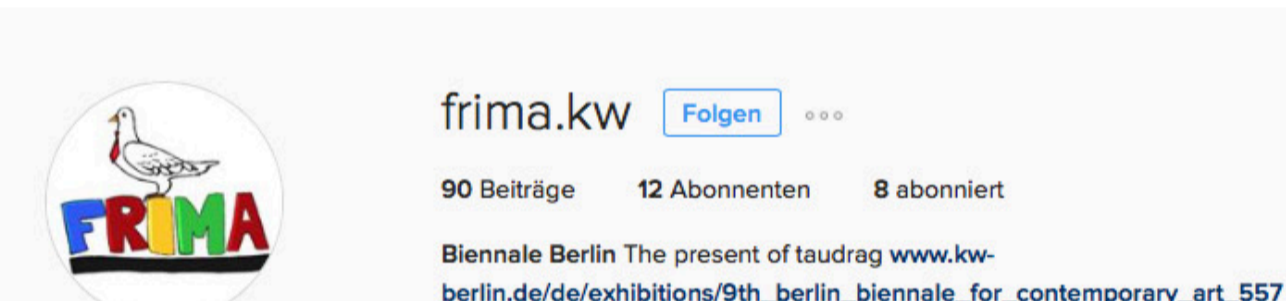 frima.kw Folgen
90 Beiträge 12 Abonnenten 8 abonniert
FRIMA
Biennale Berlin The present of taudrag www.kw-
berlin.de/de/exhibitions/9th_berlin_biennale_for_contemporary_art_557